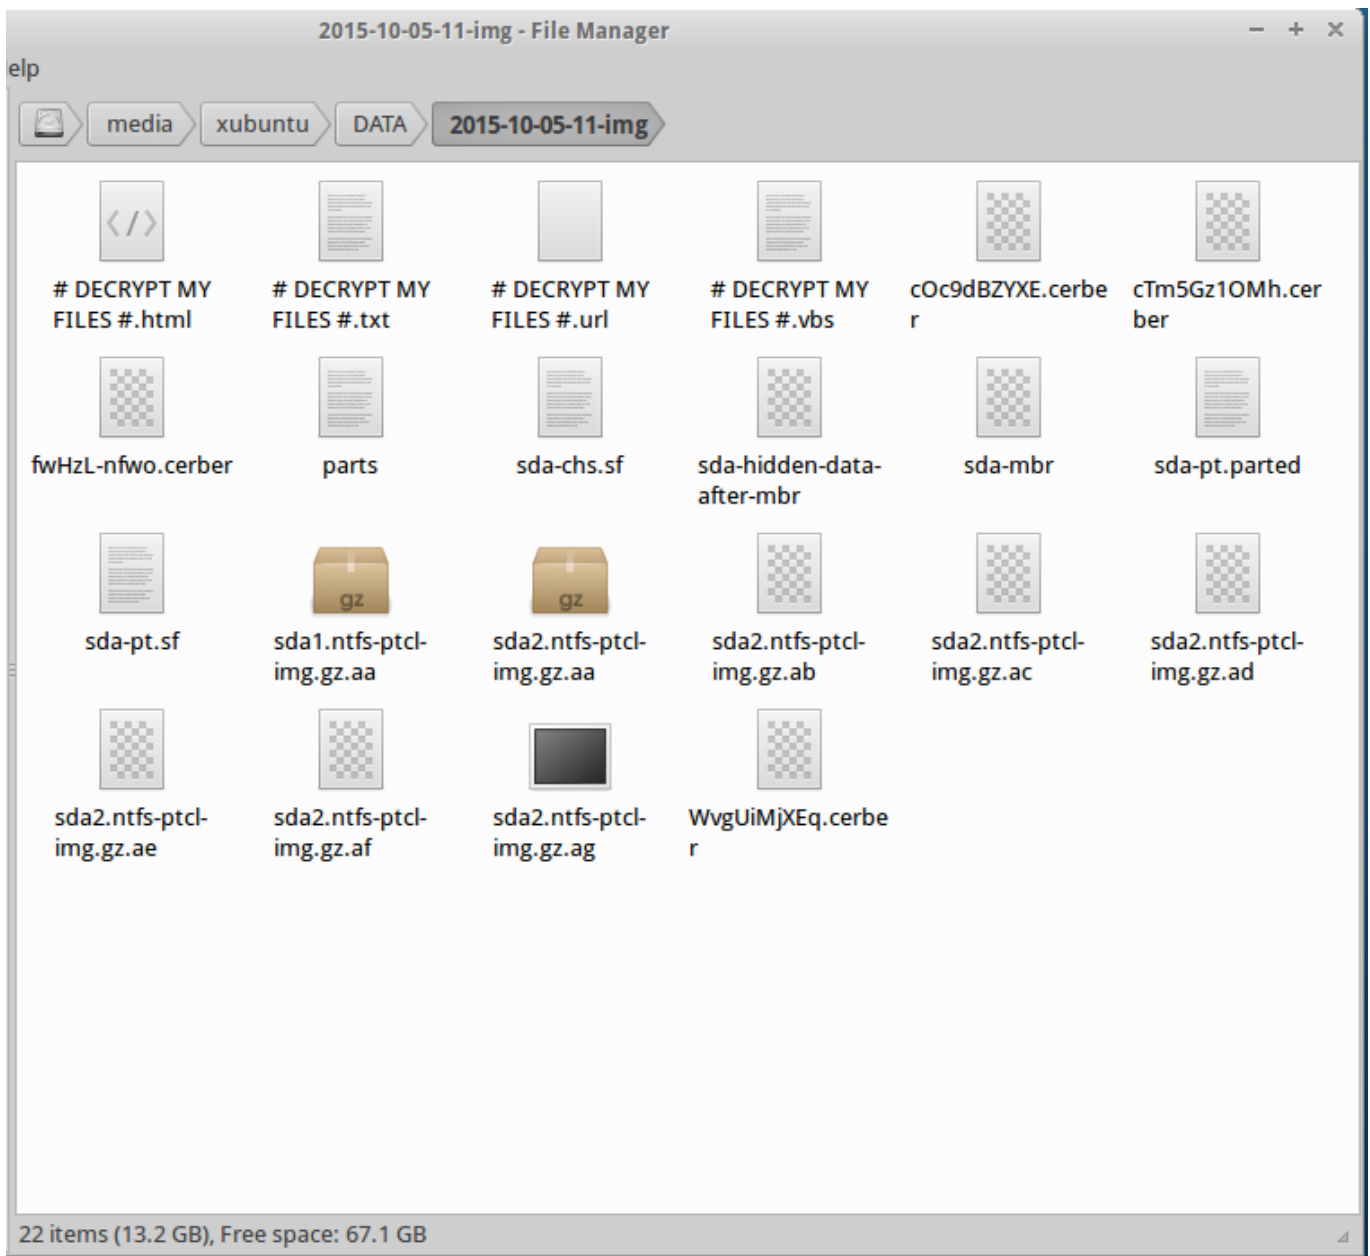 2015-10-05-11-img - File Manager
elp
media xubuntu DATA 2015-10-05-11-img
</>
# DECRYPT MY
FILES #.html
# DECRYPT MY
FILES #.txt
# DECRYPT MY
FILES #.url
# DECRYPT MY
FILES #.vbs
cOc9dBZYXE.cerbe
r
cTm5Gz1OMh.cer
ber
fwHzL-nfwo.cerber
parts
sda-chs.sf
sda-hidden-data-
after-mbr
sda-mbr
sda-pt.parted
sda-pt.sf
gz
sda1.ntfs-ptcl-
img.gz.aa
gz
sda2.ntfs-ptcl-
img.gz.aa
sda2.ntfs-ptcl-
img.gz.ab
sda2.ntfs-ptcl-
img.gz.ac
sda2.ntfs-ptcl-
img.gz.ad
sda2.ntfs-ptcl-
img.gz.ae
sda2.ntfs-ptcl-
img.gz.af
sda2.ntfs-ptcl-
img.gz.ag
WvgUiMjXEq.cerbe
r
22 items (13.2 GB), Free space: 67.1 GB